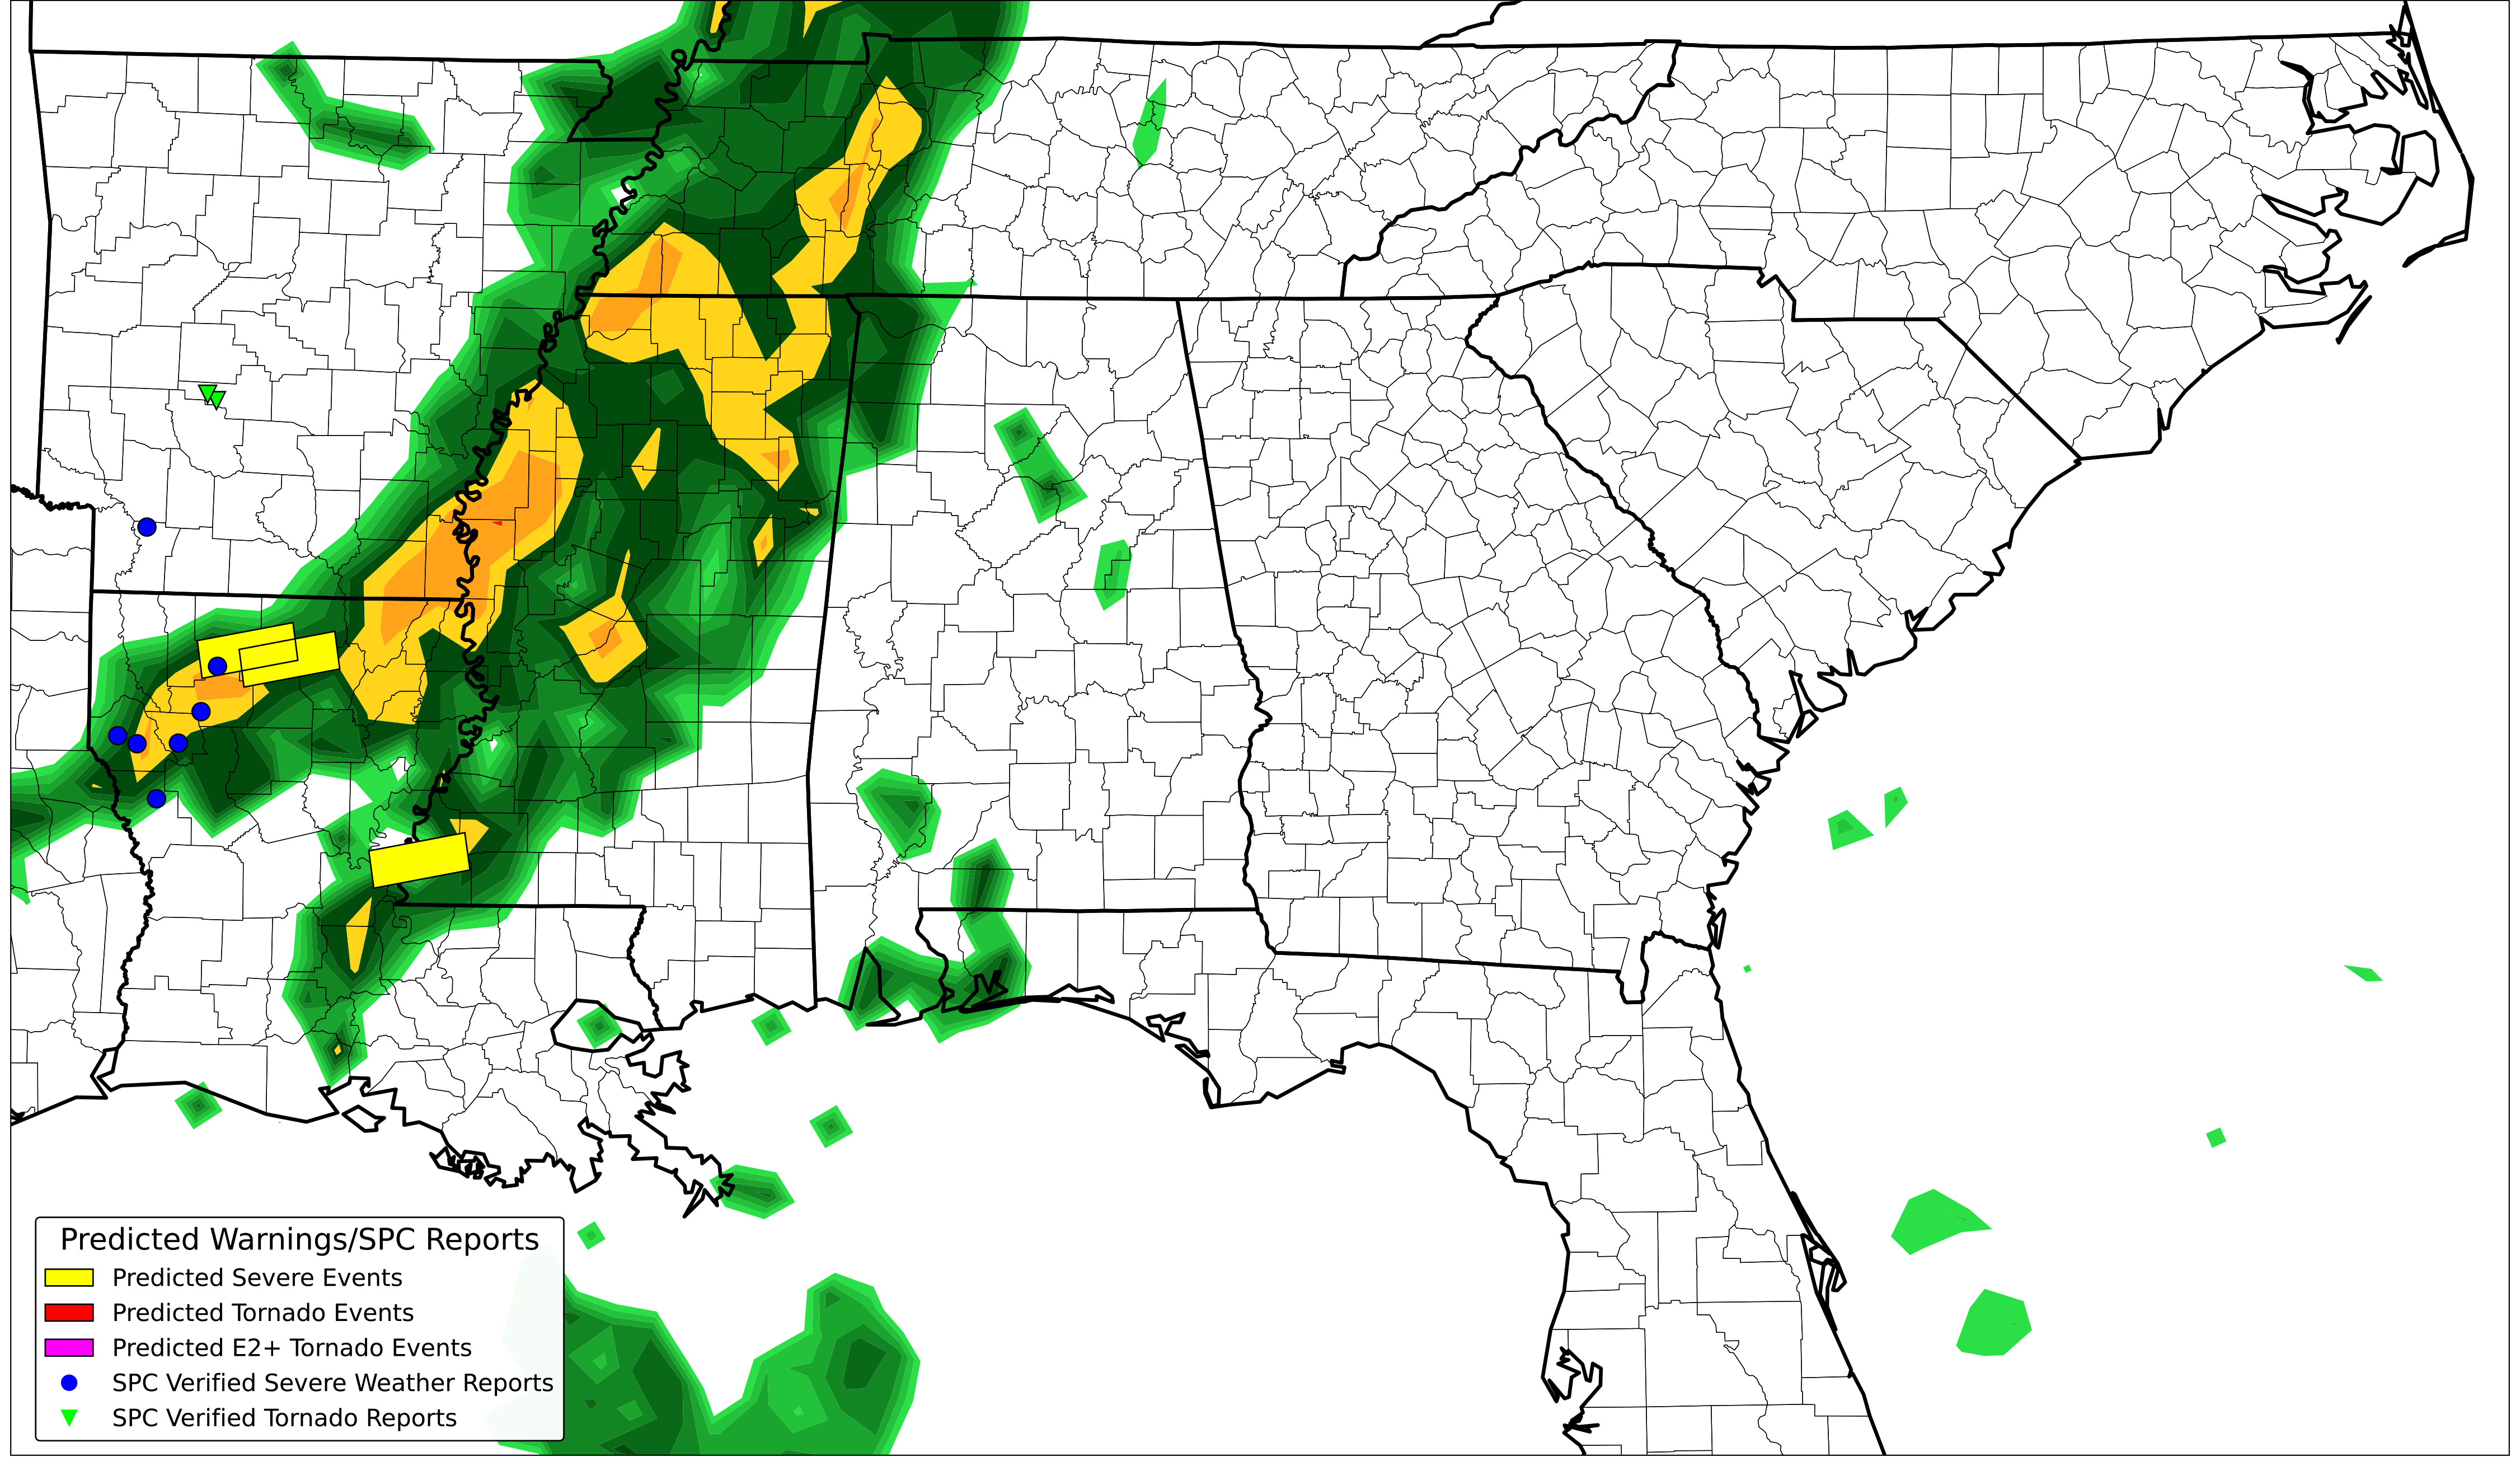 Predicted Warnings/SPC Reports
Predicted Severe Events
Predicted Tornado Events
Predicted E2+ Tornado Events
SPC Verified Severe Weather Reports
SPC Verified Tornado Reports